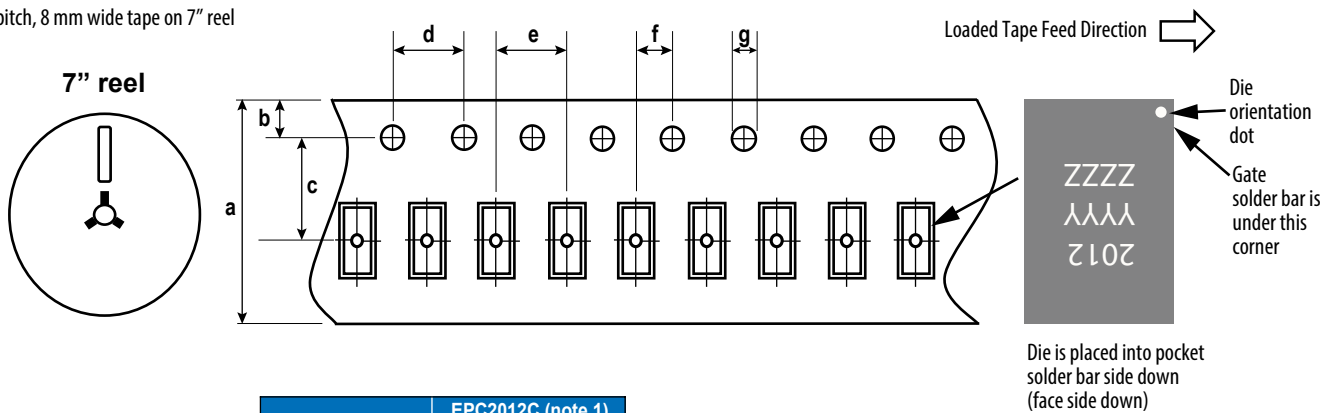 pitch, 8 mm wide tape on 7” reel
7” reel
a
b
c
d
e
f
g
Loaded Tape Feed Direction
Die
orientation
dot
Gate
solder bar is
under this
corner
ZZZZ
YYYY
2012
Die is placed into pocket
solder bar side down
(face side down)
EPC2012C (note 1)